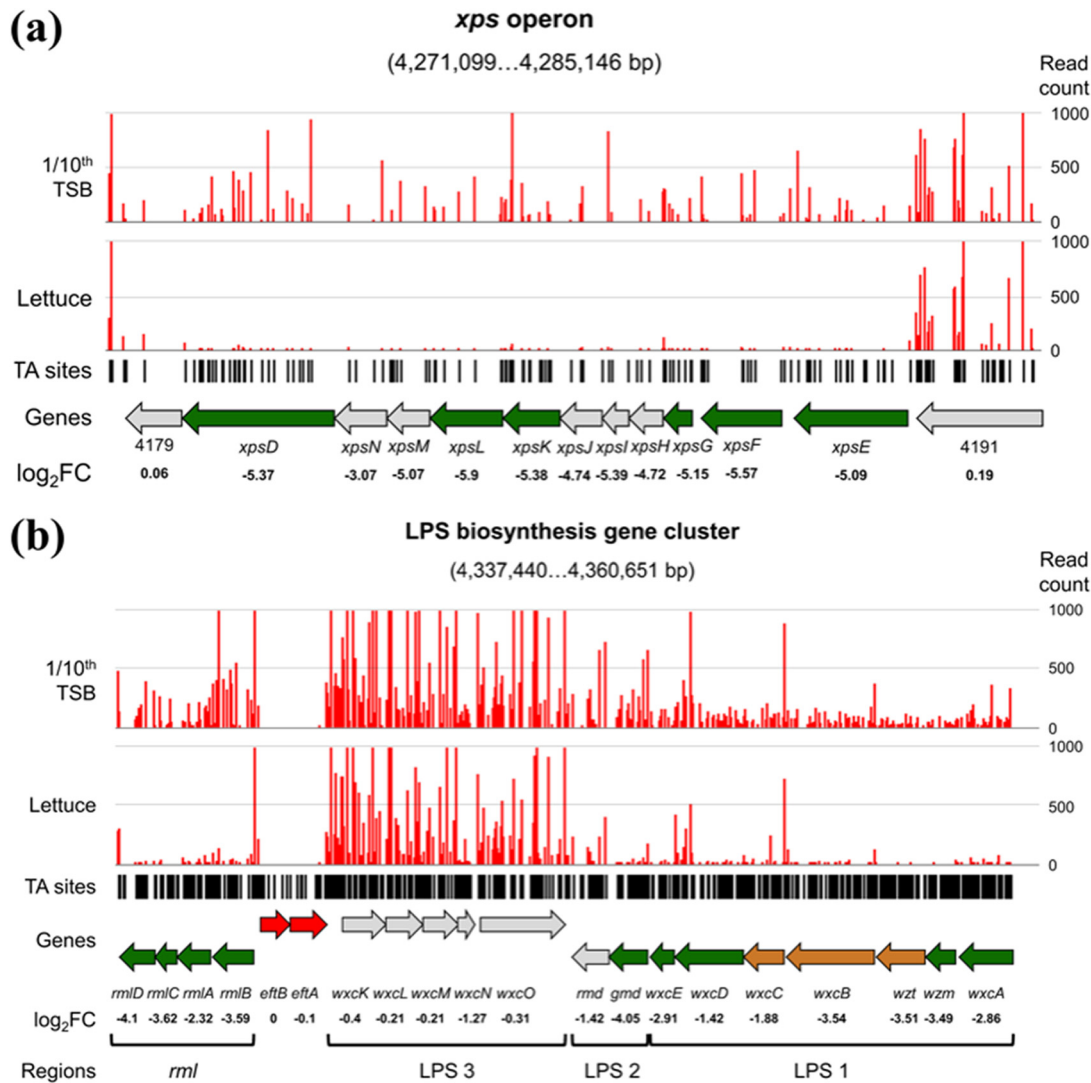 (a)
xps operon
(4,271,099...4,285,146 bp)
Read
count
1/10th
TSB
1000
500
0
Lettuce
1000
500
0
TA sites
Genes
4179 xpsD xpsN xpsM xpsL xpsK xpsJ xpsI xpsH xpsG xpsF xpsE 4191
log2FC 0.06 -5.37 -3.07 -5.07 -5.9 -5.38 -4.74 -5.39 -4.72 -5.15 -5.57 -5.09 0.19
(b)
LPS biosynthesis gene cluster
(4,337,440...4,360,651 bp)
Read
count
1/10th
TSB
1000
500
0
Lettuce
1000
500
0
TA sites
Genes
rmlD rmlC rmlA rmlB eftB eftA wxcK wxcL wxcM wxcN wxcO rmd gmd wxcE wxcD wxcC wxcB wzt wzm wxcA
log2FC -4.1 -3.62 -2.32 -3.59 0 -0.1 -0.4 -0.21 -0.21 -1.27 -0.31 -1.42 -4.05 -2.91 -1.42 -1.88 -3.54 -3.51 -3.49 -2.86
Regions rml LPS 3 LPS 2 LPS 1